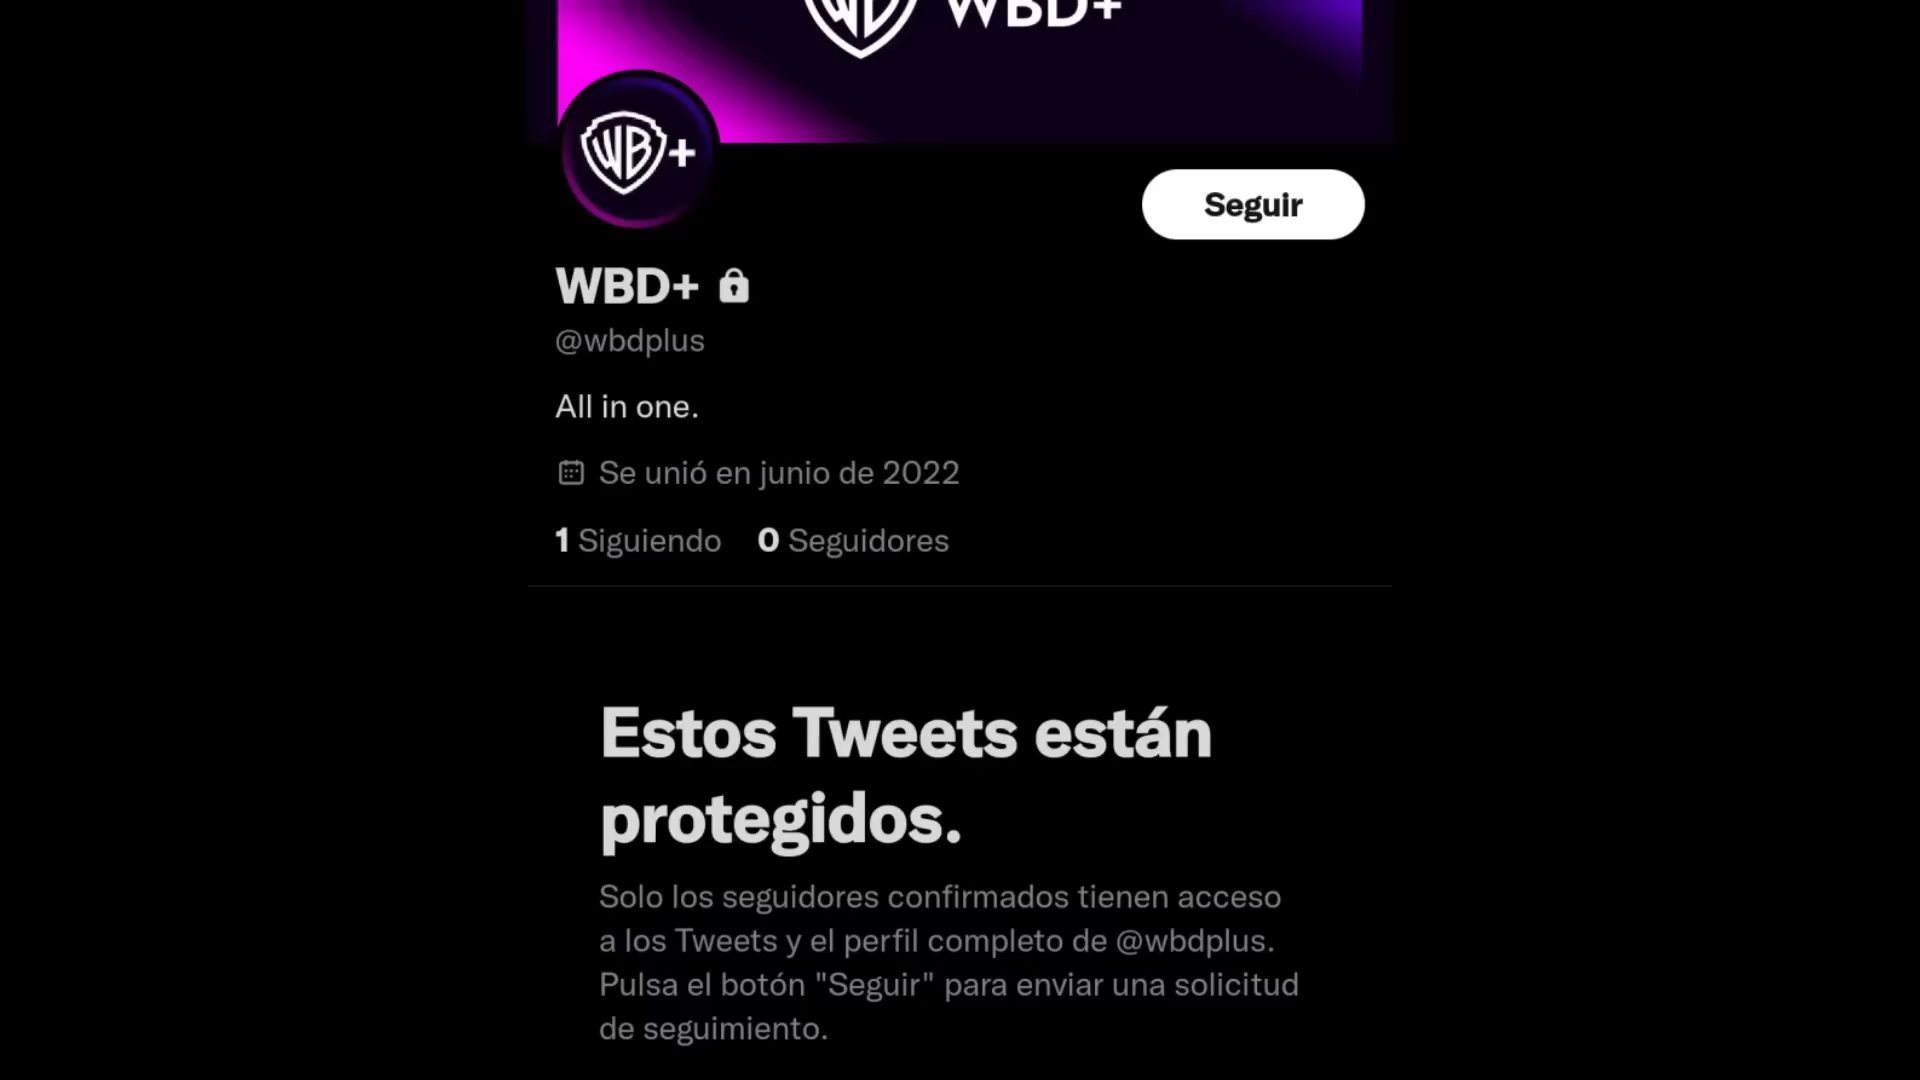 WBD+
WB+
Seguir
WBD+
@wbdplus
All in one.
Se unió en junio de 2022
1 Siguiendo 0 Seguidores
Estos Tweets están
protegidos.
Solo los seguidores confirmados tienen acceso
a los Tweets y el perfil completo de @wbdplus.
Pulsa el botón "Seguir" para enviar una solicitud
de seguimiento.